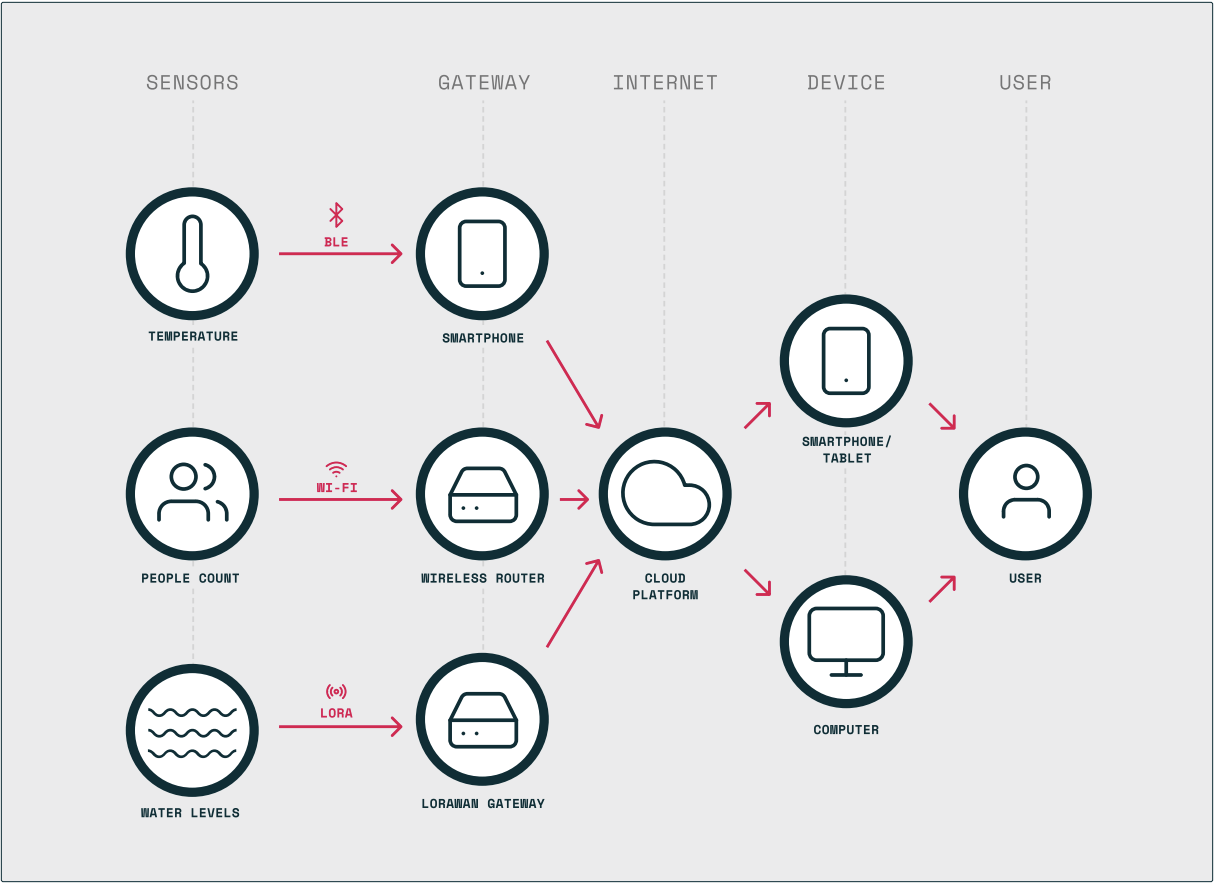 SENSORS
GATEWAY
INTERNET
DEVICE
USER
BLE
TEMPERATURE
SMARTPHONE
SMARTPHONE/
TABLET
WI-FI
PEOPLE COUNT
WIRELESS ROUTER
CLOUD
PLATFORM
USER
LORA
COMPUTER
WATER LEVELS
LORAWAN GATEWAY